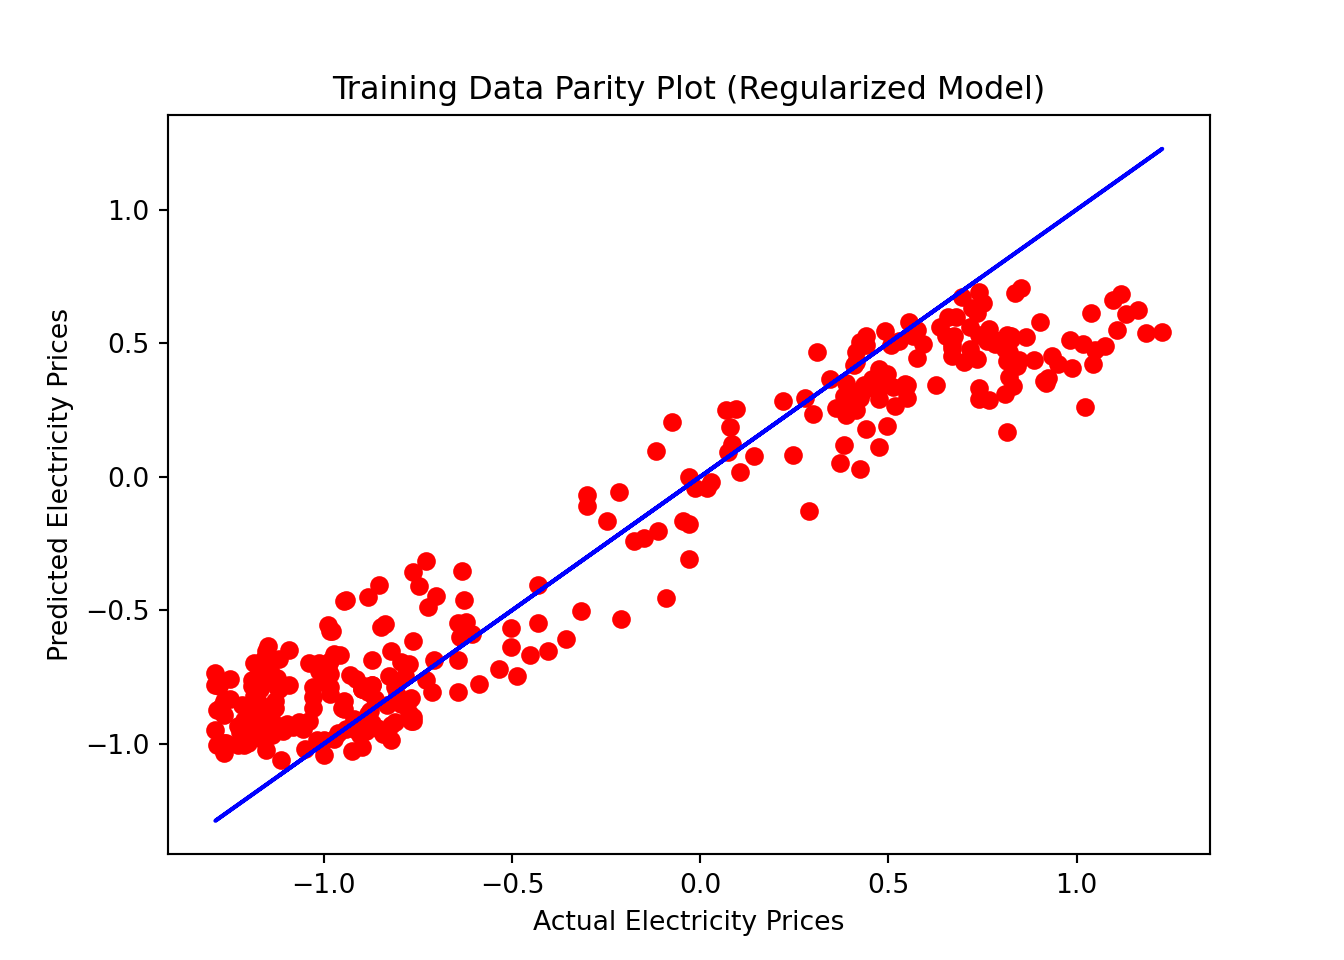 Training Data Parity Plot (Regularized Model)
1.0
0.5
0.0
−0.5
−1.0
Predicted Electricity Prices
−1.0 −0.5 0.0 0.5 1.0
Actual Electricity Prices